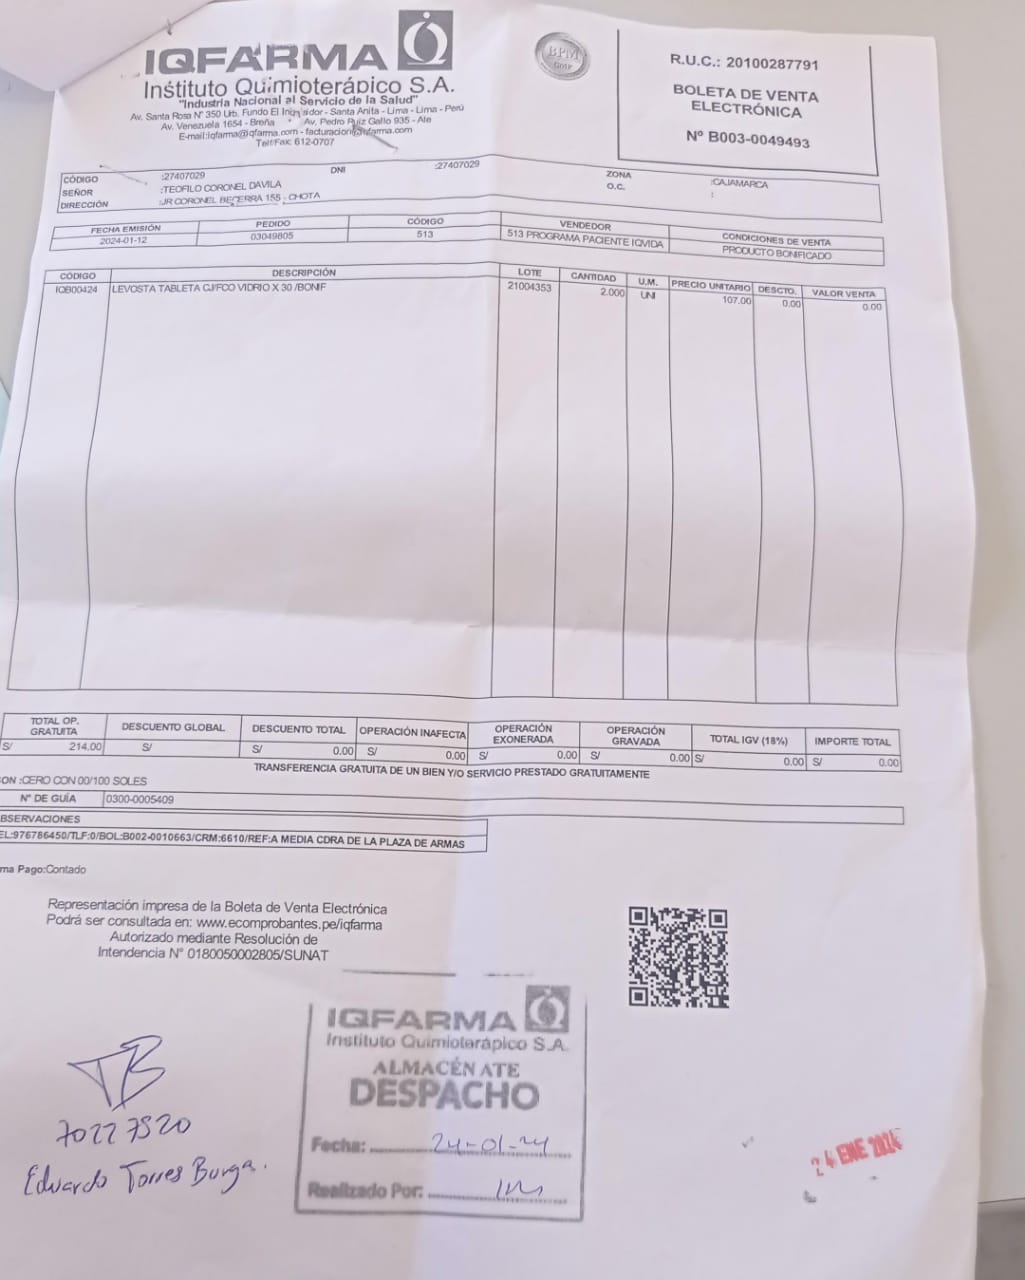 IQFARMA
Instituto Quimioterápico S.A.
"Industria Nacional al Servicio de la Salud"
Av. Santa Rosa N° 350 Urb. Fundo El Inquisidor - Santa Anita - Lima - Lima - Perú
Av. Venezuela 1654 - Breña * Av, Pedro Ruiz Gallo 935 - Ate
E-mail:iqfarma@iqfarma.com - facturacion@iqfarma.com
Telf/Fax: 612-0707
BPM
R.U.C.: 20100287791
BOLETA DE VENTA
ELECTRÓNICA
Nº B003-0049493
CÓDIGO :27407029 DNI :27407029 ZONA :CAJAMARCA
SEÑOR :TEOFILO CORONEL DAVILA O.C. :
DIRECCIÓN :JR CORONEL BECERRA 155 - CHOTA
FECHA EMISIÓN PEDIDO CÓDIGO VENDEDOR CONDICIONES DE VENTA
2024-01-12 03049805 513 513 PROGRAMA PACIENTE IQVIDA PRODUCTO BONIFICADO
CÓDIGO DESCRIPCIÓN LOTE CANTIDAD U.M. PRECIO UNITARIO DESCTO. VALOR VENTA
IQB00424 LEVOSTA TABLETA C/FCO VIDRIO X 30 /BONIF 21004353 2.000 UNI 107.00 0.00 0.00
TOTAL OP. GRATUITA DESCUENTO GLOBAL DESCUENTO TOTAL OPERACIÓN INAFECTA OPERACIÓN EXONERADA OPERACIÓN GRAVADA TOTAL IGV (18%) IMPORTE TOTAL
S/ 214.00 S/ S/ 0.00 S/ 0.00 S/ 0.00 S/ 0.00 S/ 0.00 S/ 0.00
TRANSFERENCIA GRATUITA DE UN BIEN Y/O SERVICIO PRESTADO GRATUITAMENTE
ON :CERO CON 00/100 SOLES
N° DE GUÍA 0300-0005409
BSERVACIONES
EL:976786450/TLF:0/BOL:B002-0010663/CRM:6610/REF:A MEDIA CDRA DE LA PLAZA DE ARMAS
ma Pago:Contado
Representación impresa de la Boleta de Venta Electrónica
Podrá ser consultada en: www.ecomprobantes.pe/iqfarma
Autorizado mediante Resolución de
Intendencia N° 0180050002805/SUNAT
IQFARMA
Instituto Quimioterápico S.A.
ALMACÉN ATE
DESPACHO
Fecha: 24-01-24
Realizado Por:
TB
70227520
Eduardo Torres Burga.
24 ENE 2024